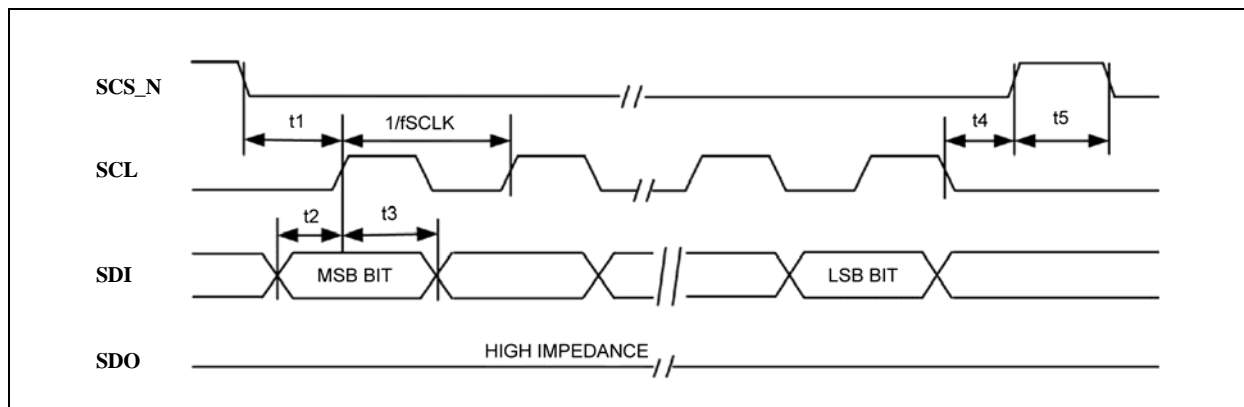 SCS_N
t1
1/fSCLK
t4
t5
SCL
t2
t3
SDI
MSB BIT
LSB BIT
SDO
HIGH IMPEDANCE